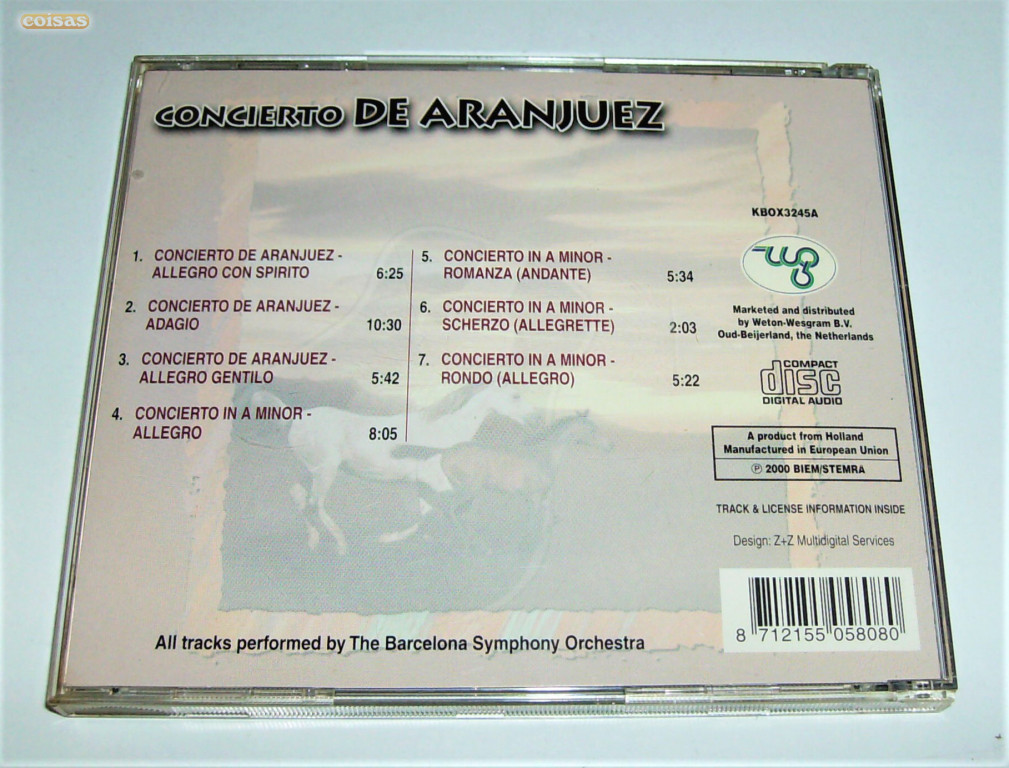 coisas
CONCIERTO DE ARANJUEZ
1. CONCIERTO DE ARANJUEZ -
ALLEGRO CON SPIRITO 6:25
2. CONCIERTO DE ARANJUEZ -
ADAGIO 10:30
3. CONCIERTO DE ARANJUEZ -
ALLEGRO GENTILO 5:42
4. CONCIERTO IN A MINOR -
ALLEGRO 8:05
5. CONCIERTO IN A MINOR -
ROMANZA (ANDANTE) 5:34
6. CONCIERTO IN A MINOR -
SCHERZO (ALLEGRETTE) 2:03
7. CONCIERTO IN A MINOR -
RONDO (ALLEGRO) 5:22
KBOX3245A
Marketed and distributed
by Weton-Wesgram B.V.
Oud-Beijerland, the Netherlands
COMPACT
disc
DIGITAL AUDIO
A product from Holland
Manufactured in European Union
℗ 2000 BIEM/STEMRA
TRACK & LICENSE INFORMATION INSIDE
Design: Z+Z Multidigital Services
8 712155 058080
All tracks performed by The Barcelona Symphony Orchestra